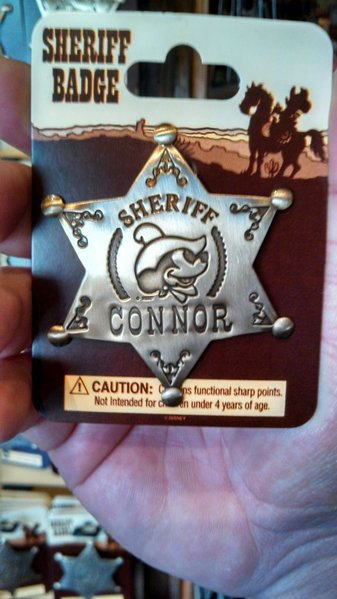 SHERIFF
BADGE
SHERIFF
CONNOR
CAUTION: functional sharp points.
Not Intended for under 4 years of age.
© DISNEY